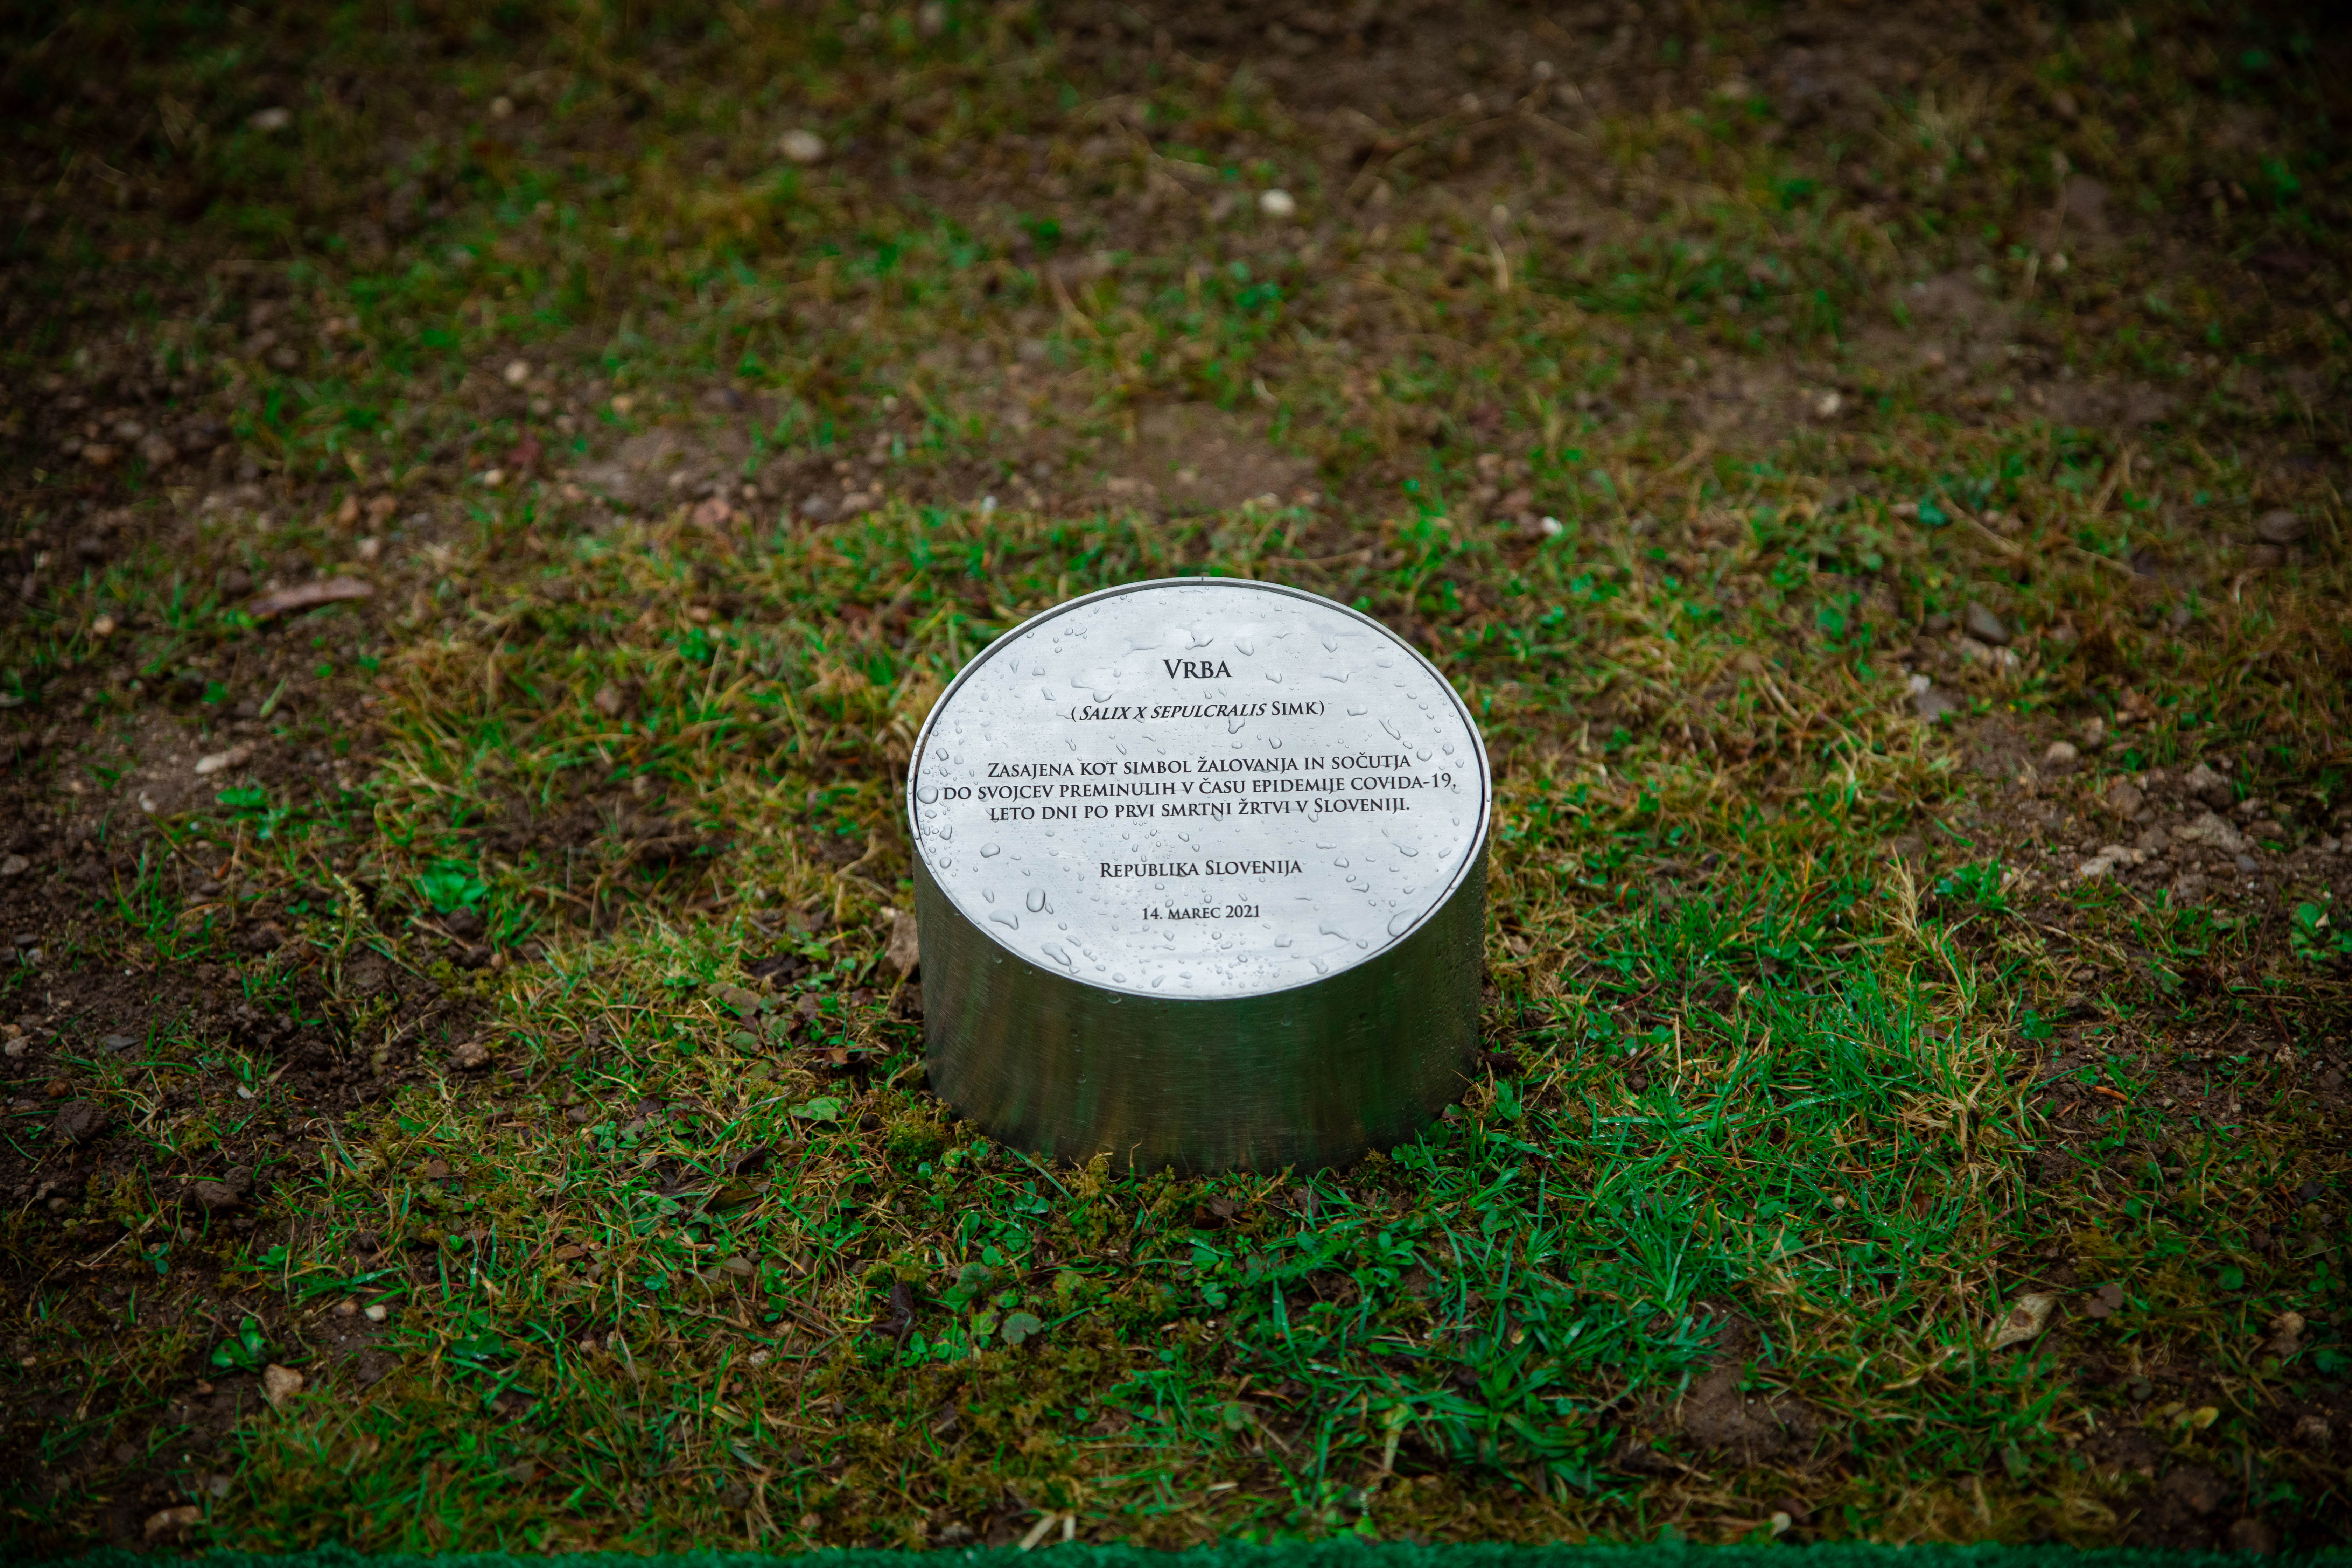 Vrba
(Salix x sepulcralis Simk)
Zasajena kot simbol žalovanja in sočutja
do svojcev preminulih v času epidemije covida-19,
leto dni po prvi smrtni žrtvi v Sloveniji.
Republika Slovenija
14. marec 2021